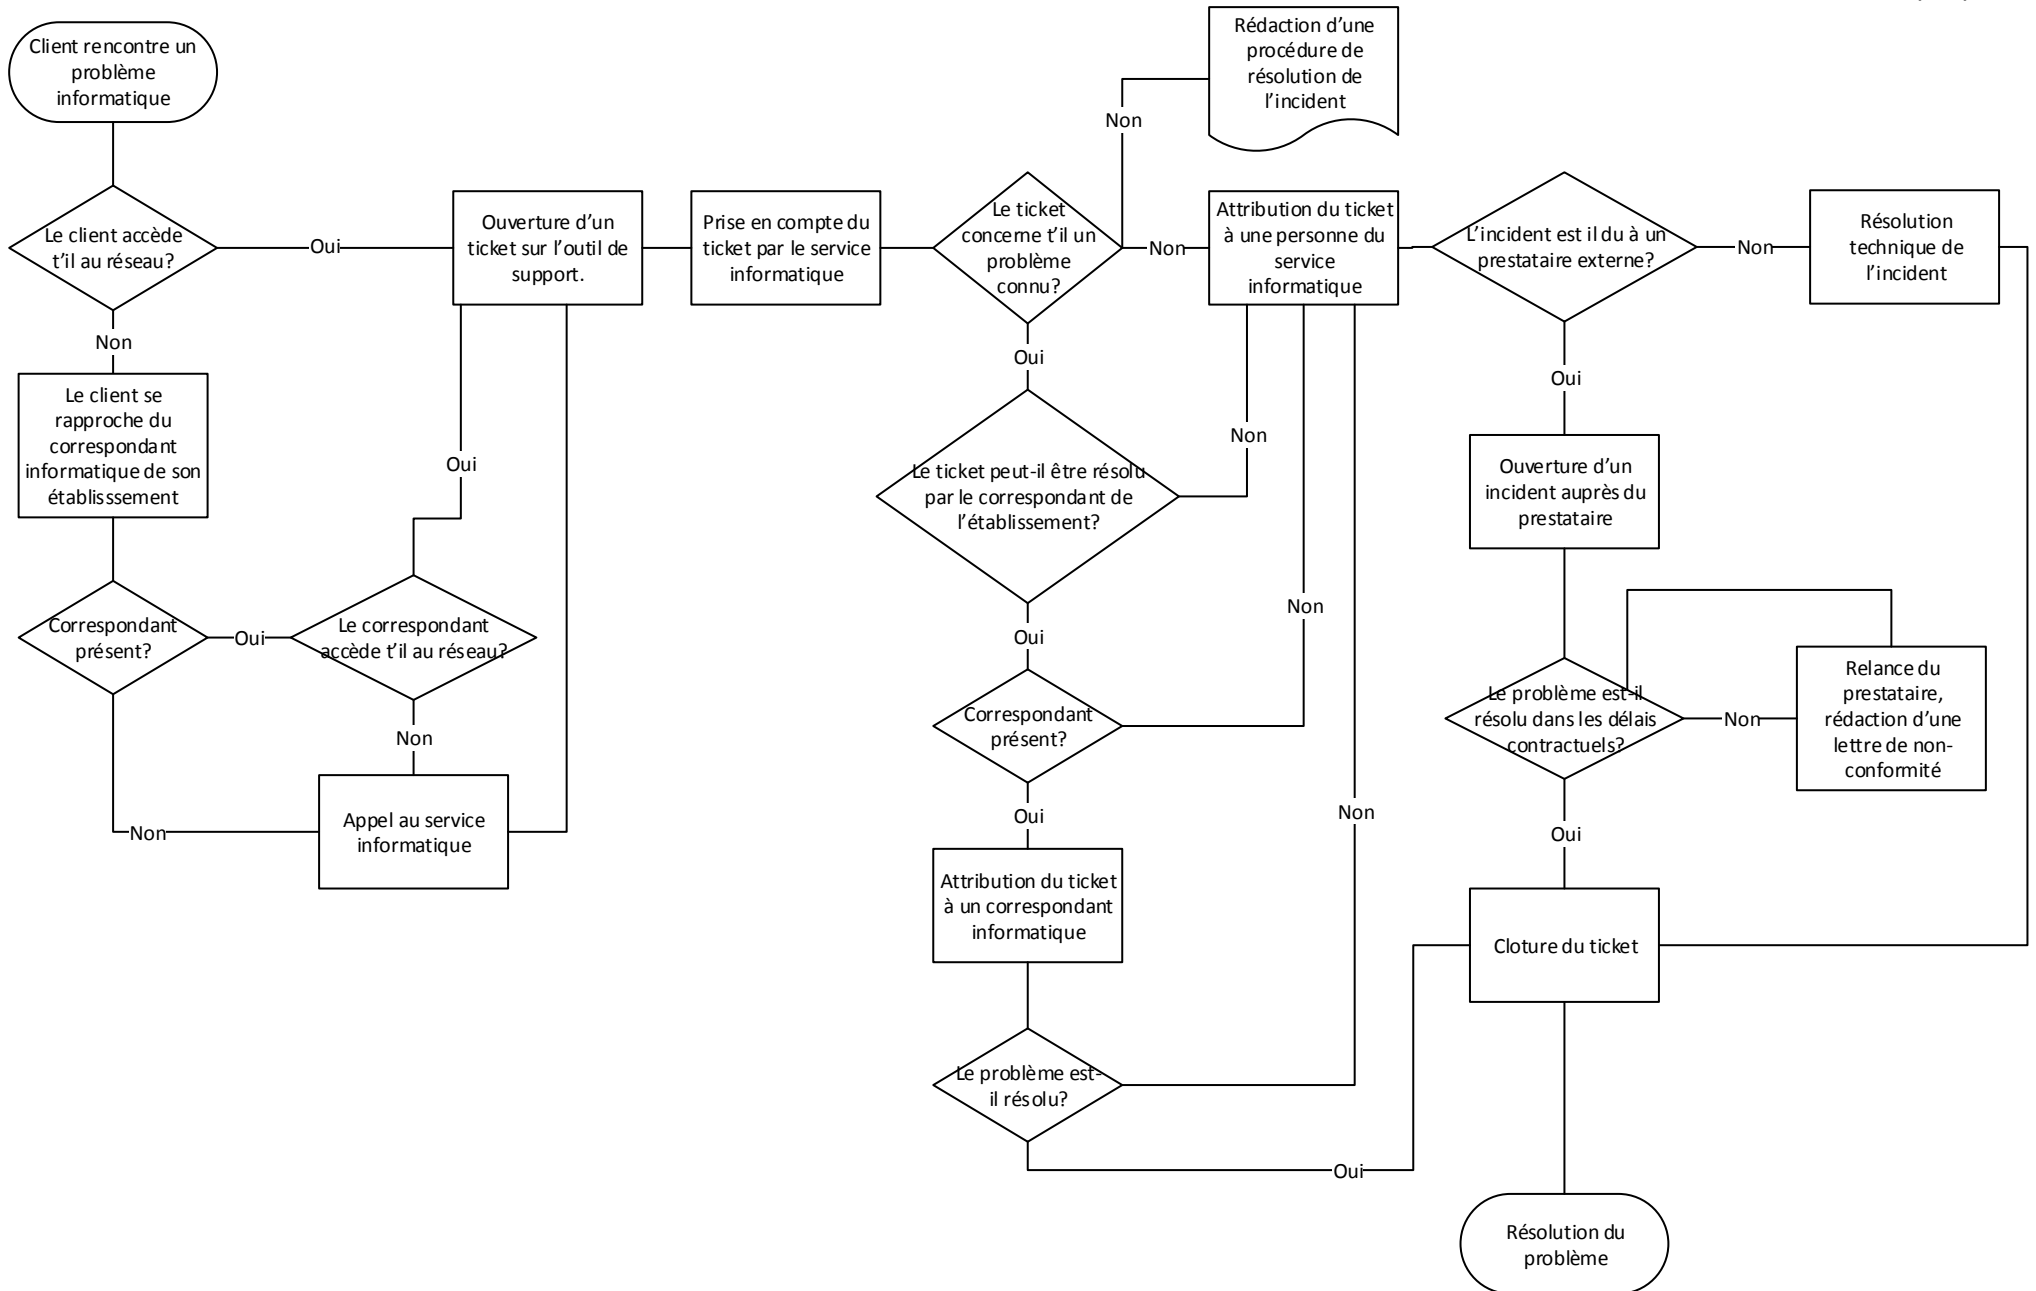 Client rencontre un
problème
informatique
Le client accède
t'il au réseau?
Oui
Non
Le client se
rapproche du
correspondant
informatique de son
établisssement
Correspondant
présent?
Oui
Le correspondant
accède t'il au réseau?
Oui
Non
Non
Appel au service
informatique
Ouverture d'un
ticket sur l'outil de
support.
Prise en compte du
ticket par le service
informatique
Le ticket
concerne t'il un
problème
connu?
Non
Rédaction d'une
procédure de
résolution de
l'incident
Non
Attribution du ticket
à une personne du
service
informatique
Oui
Le ticket peut-il être résolu
par le correspondant de
l'établissement?
Non
Oui
Correspondant
présent?
Non
Oui
Attribution du ticket
à un correspondant
informatique
Le problème est-
il résolu?
Non
Oui
L'incident est il du à un
prestataire externe?
Non
Résolution
technique de
l'incident
Oui
Ouverture d'un
incident auprès du
prestataire
Le problème est-il
résolu dans les délais
contractuels?
Non
Relance du
prestataire,
rédaction d'une
lettre de non-
conformité
Oui
Cloture du ticket
Résolution du
problème